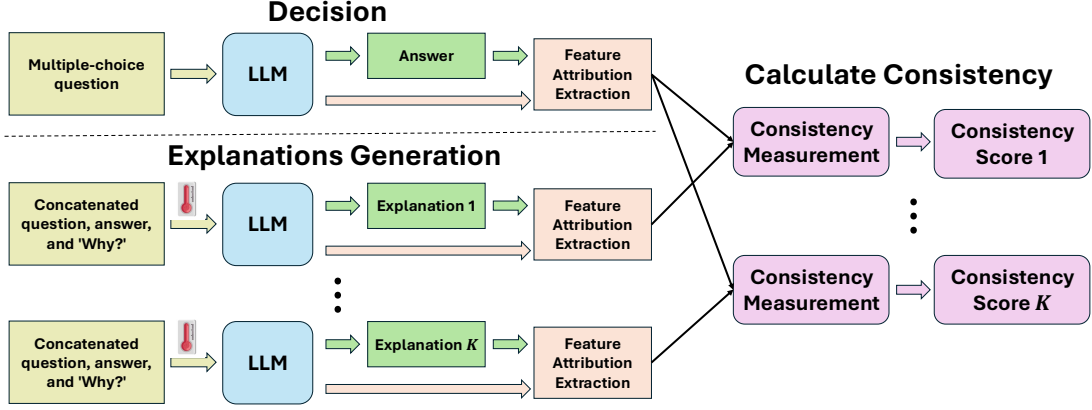 Decision
Multiple-choice
question
LLM
Answer
Feature
Attribution
Extraction
Calculate Consistency
Consistency
Measurement
Consistency
Score 1
Explanations Generation
Concatenated
question, answer,
and 'Why?'
LLM
Explanation 1
Feature
Attribution
Extraction
Consistency
Measurement
Consistency
Score K
Concatenated
question, answer,
and 'Why?'
LLM
Explanation K
Feature
Attribution
Extraction